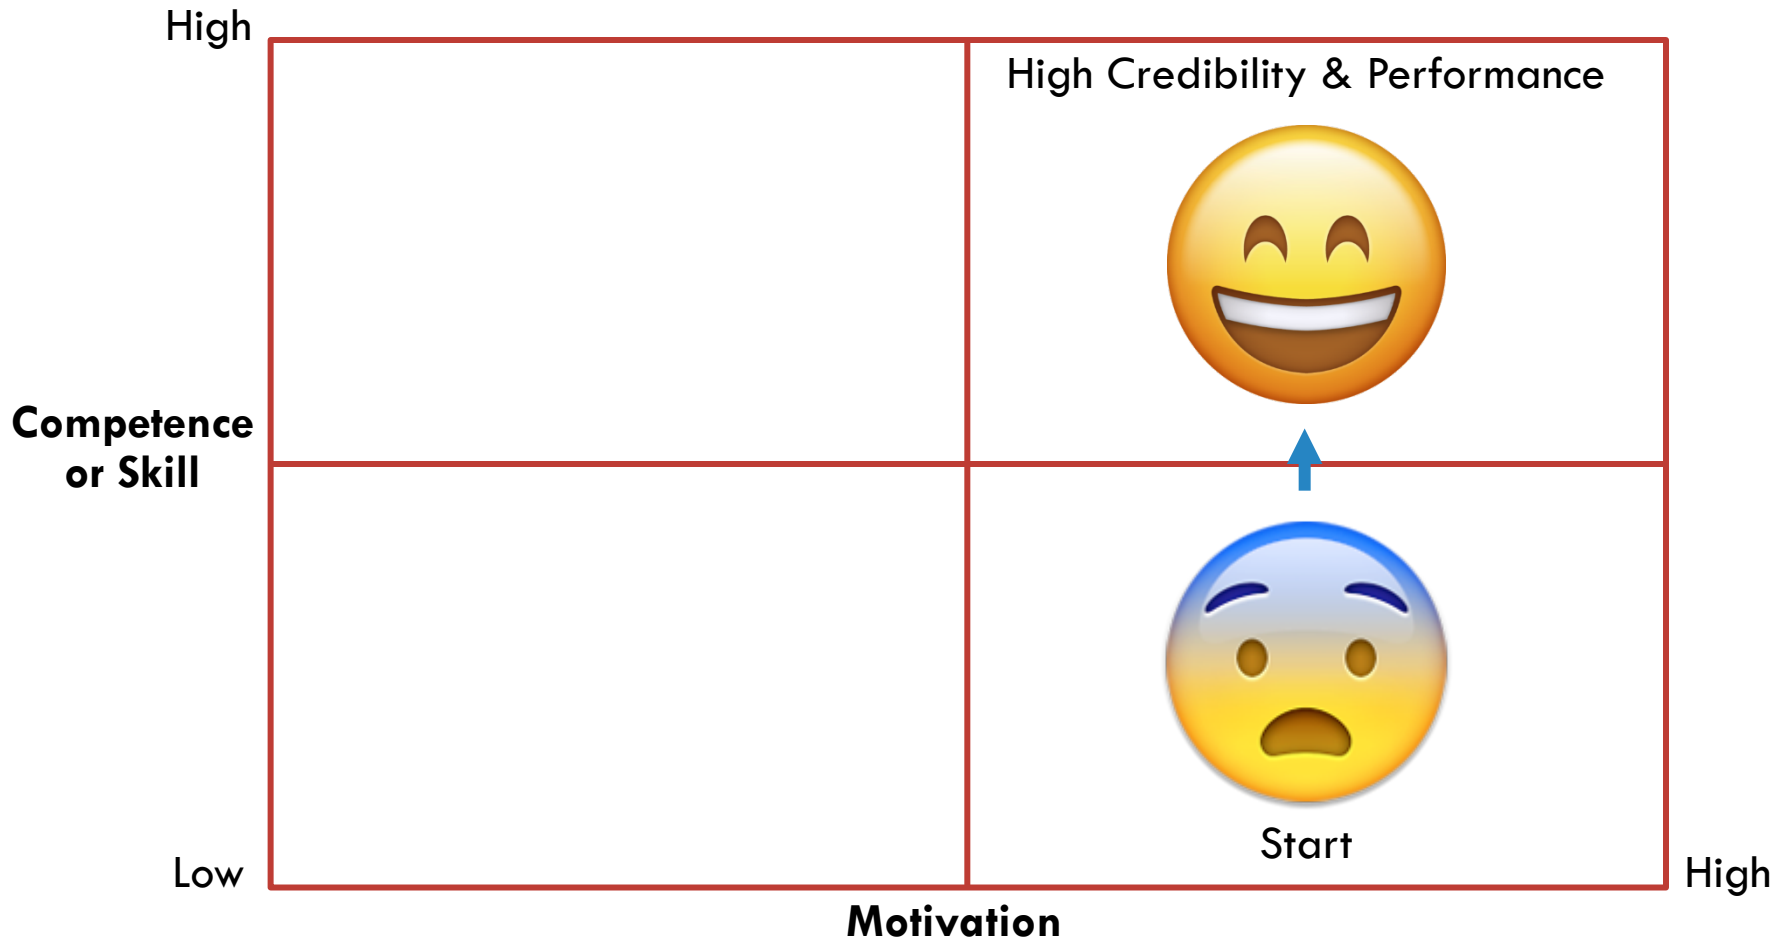 High
High Credibility & Performance
Competence
or Skill
Start
Low
High
Motivation